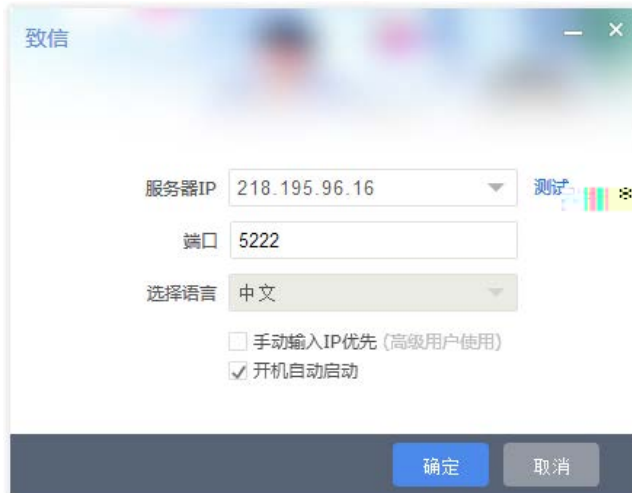 致信
服务器IP 218.195.96.16 测试
端口 5222
选择语言 中文
手动输入IP优先 (高级用户使用)
开机自动启动
确定 取消